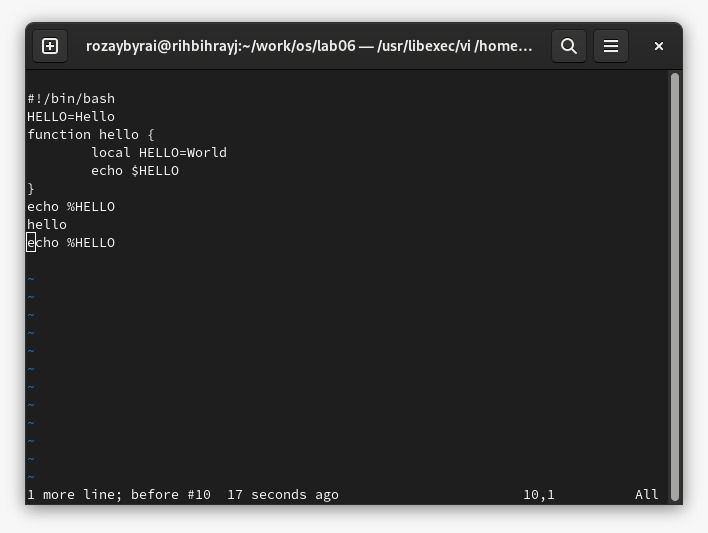 rozaybyrai@rihbihrayj:~/work/os/lab06 — /usr/libexec/vi /home...
#!/bin/bash
HELLO=Hello
function hello {
        local HELLO=World
        echo $HELLO
}
echo %HELLO
hello
echo %HELLO
~
~
~
~
~
~
~
~
~
~
~
~
1 more line; before #10  17 seconds ago                       10,1          All